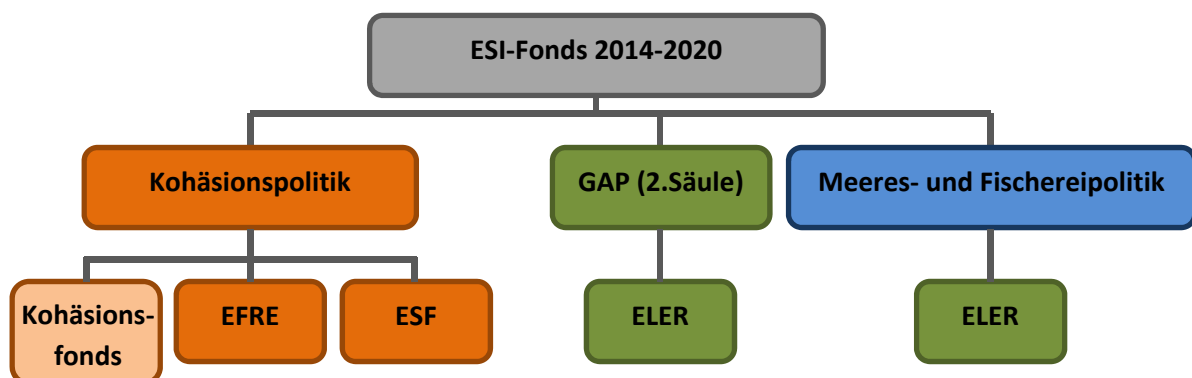 ESI-Fonds 2014-2020
Kohäsionspolitik
GAP (2.Säule)
Meeres- und Fischereipolitik
Kohäsions-
fonds
EFRE
ESF
ELER
ELER